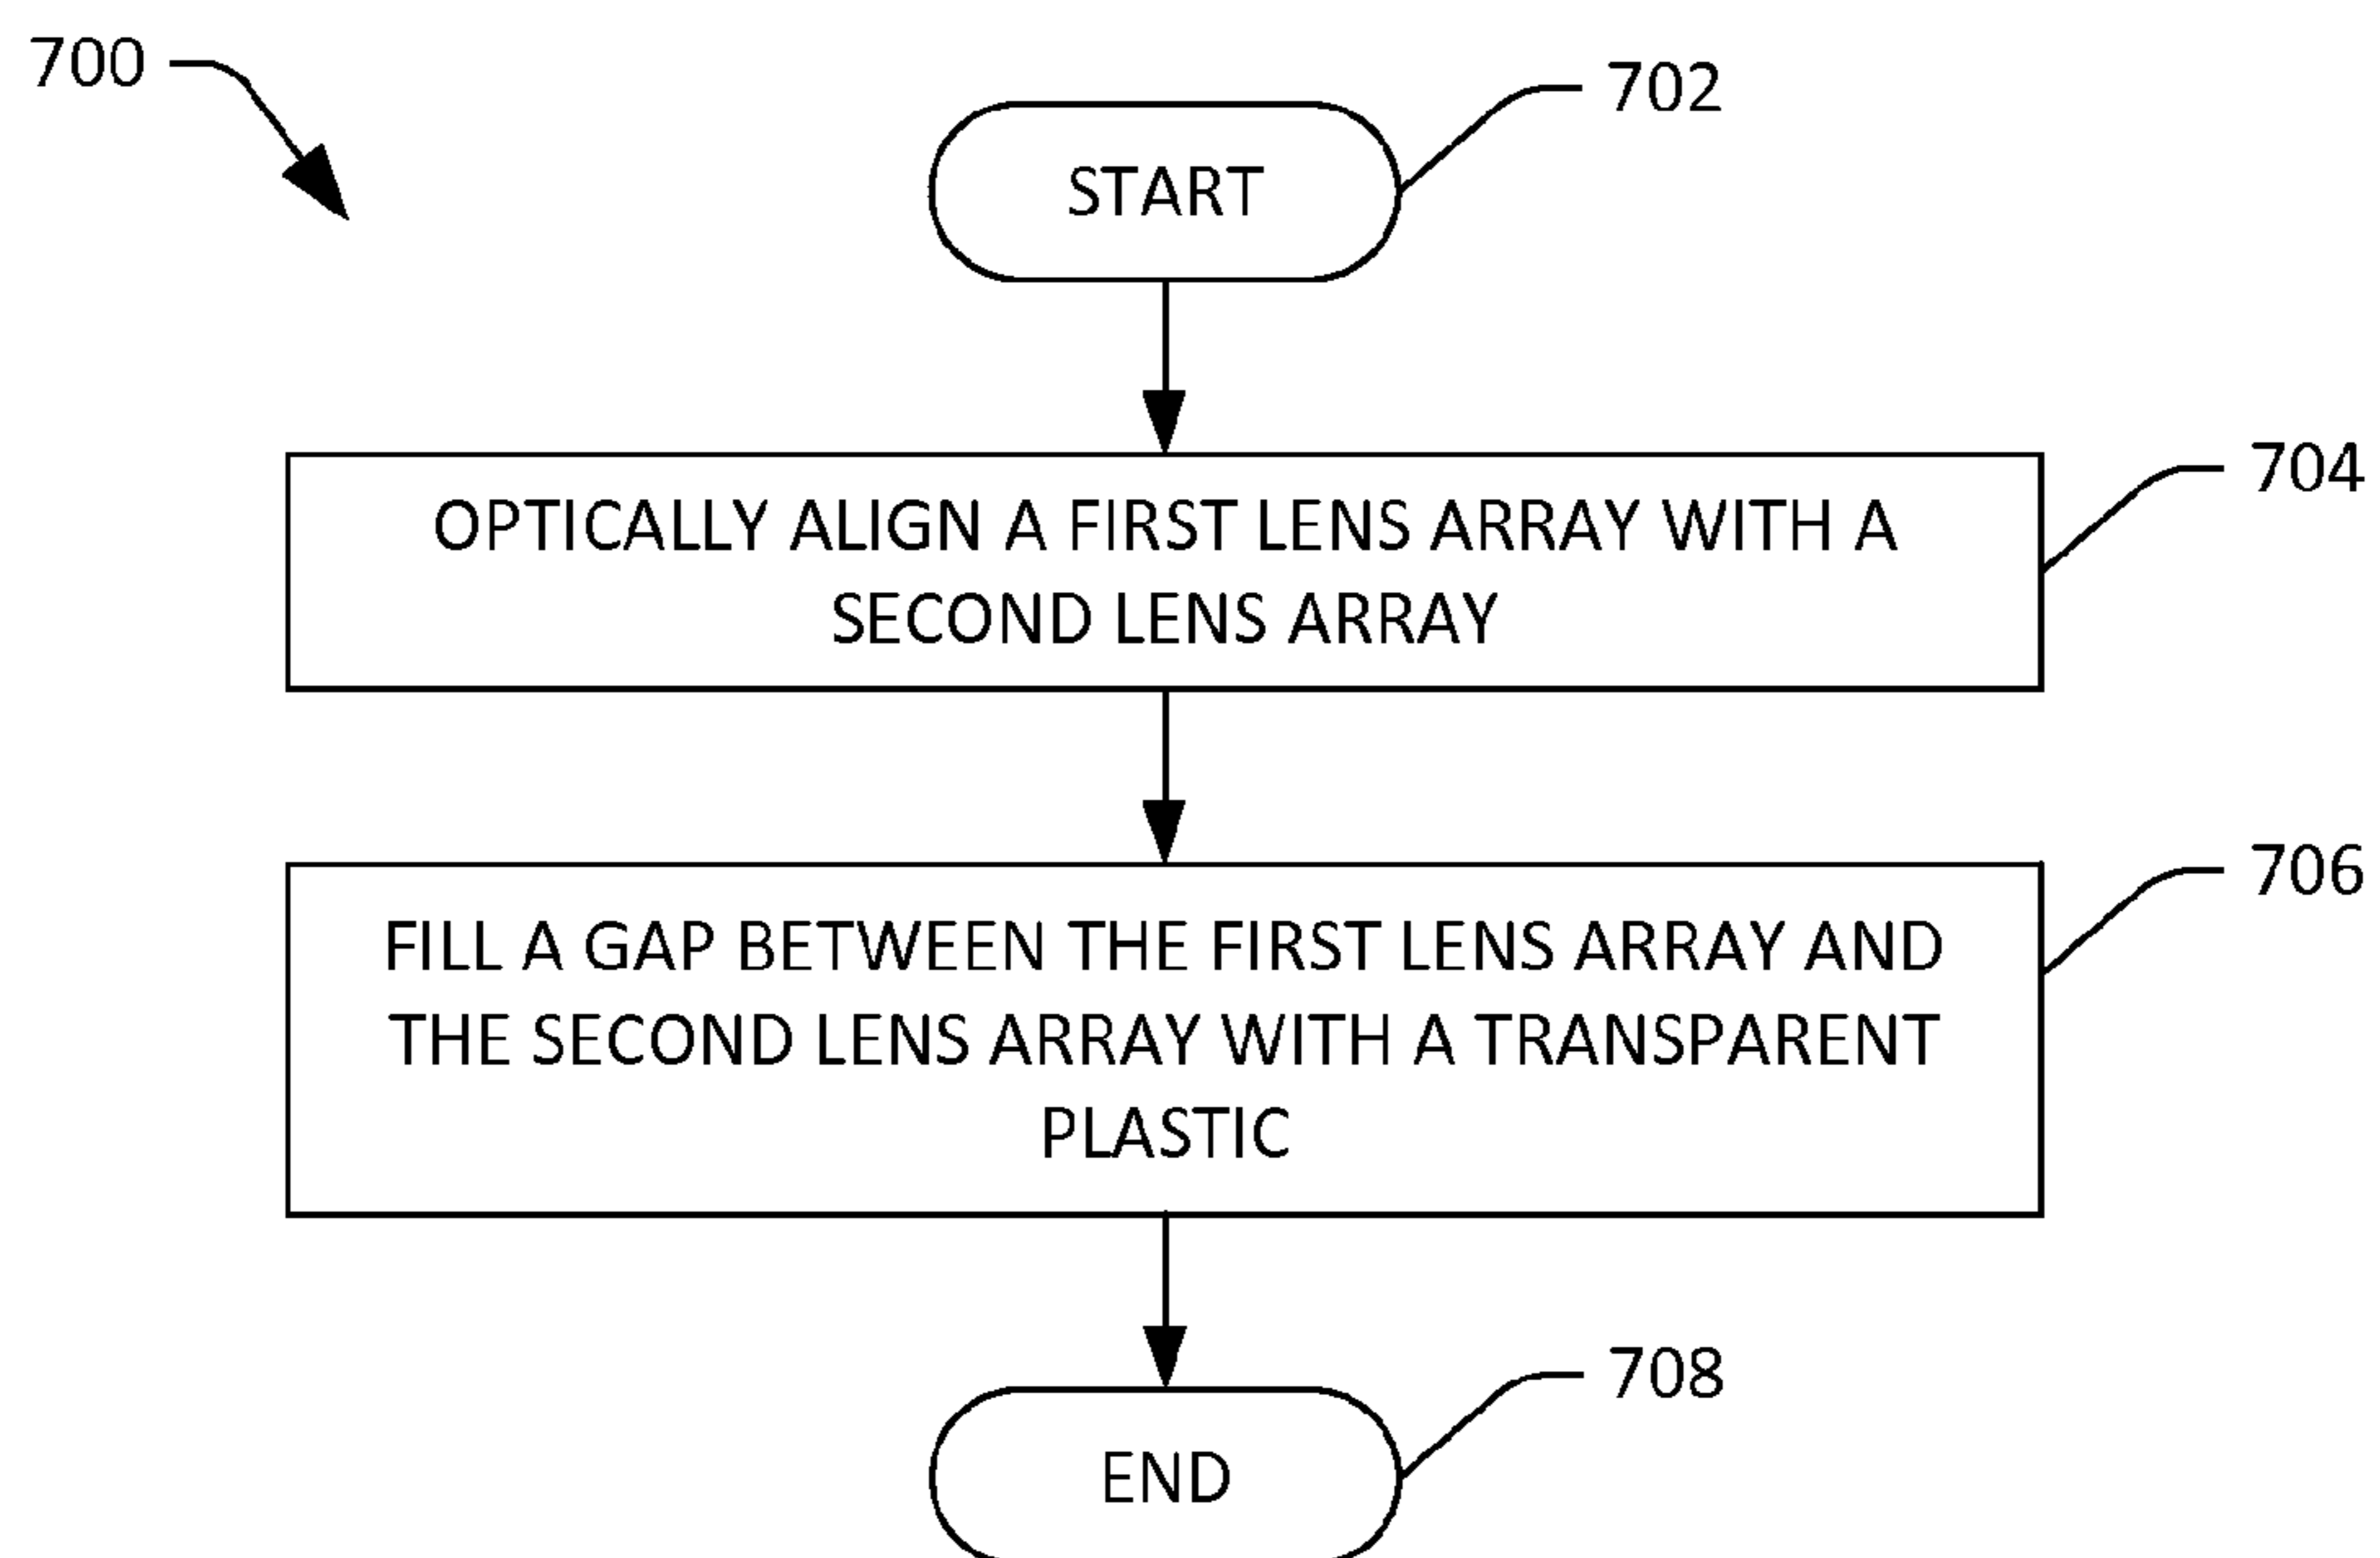 700
702
START
704
OPTICALLY ALIGN A FIRST LENS ARRAY WITH A
SECOND LENS ARRAY
706
FILL A GAP BETWEEN THE FIRST LENS ARRAY AND
THE SECOND LENS ARRAY WITH A TRANSPARENT
PLASTIC
708
END